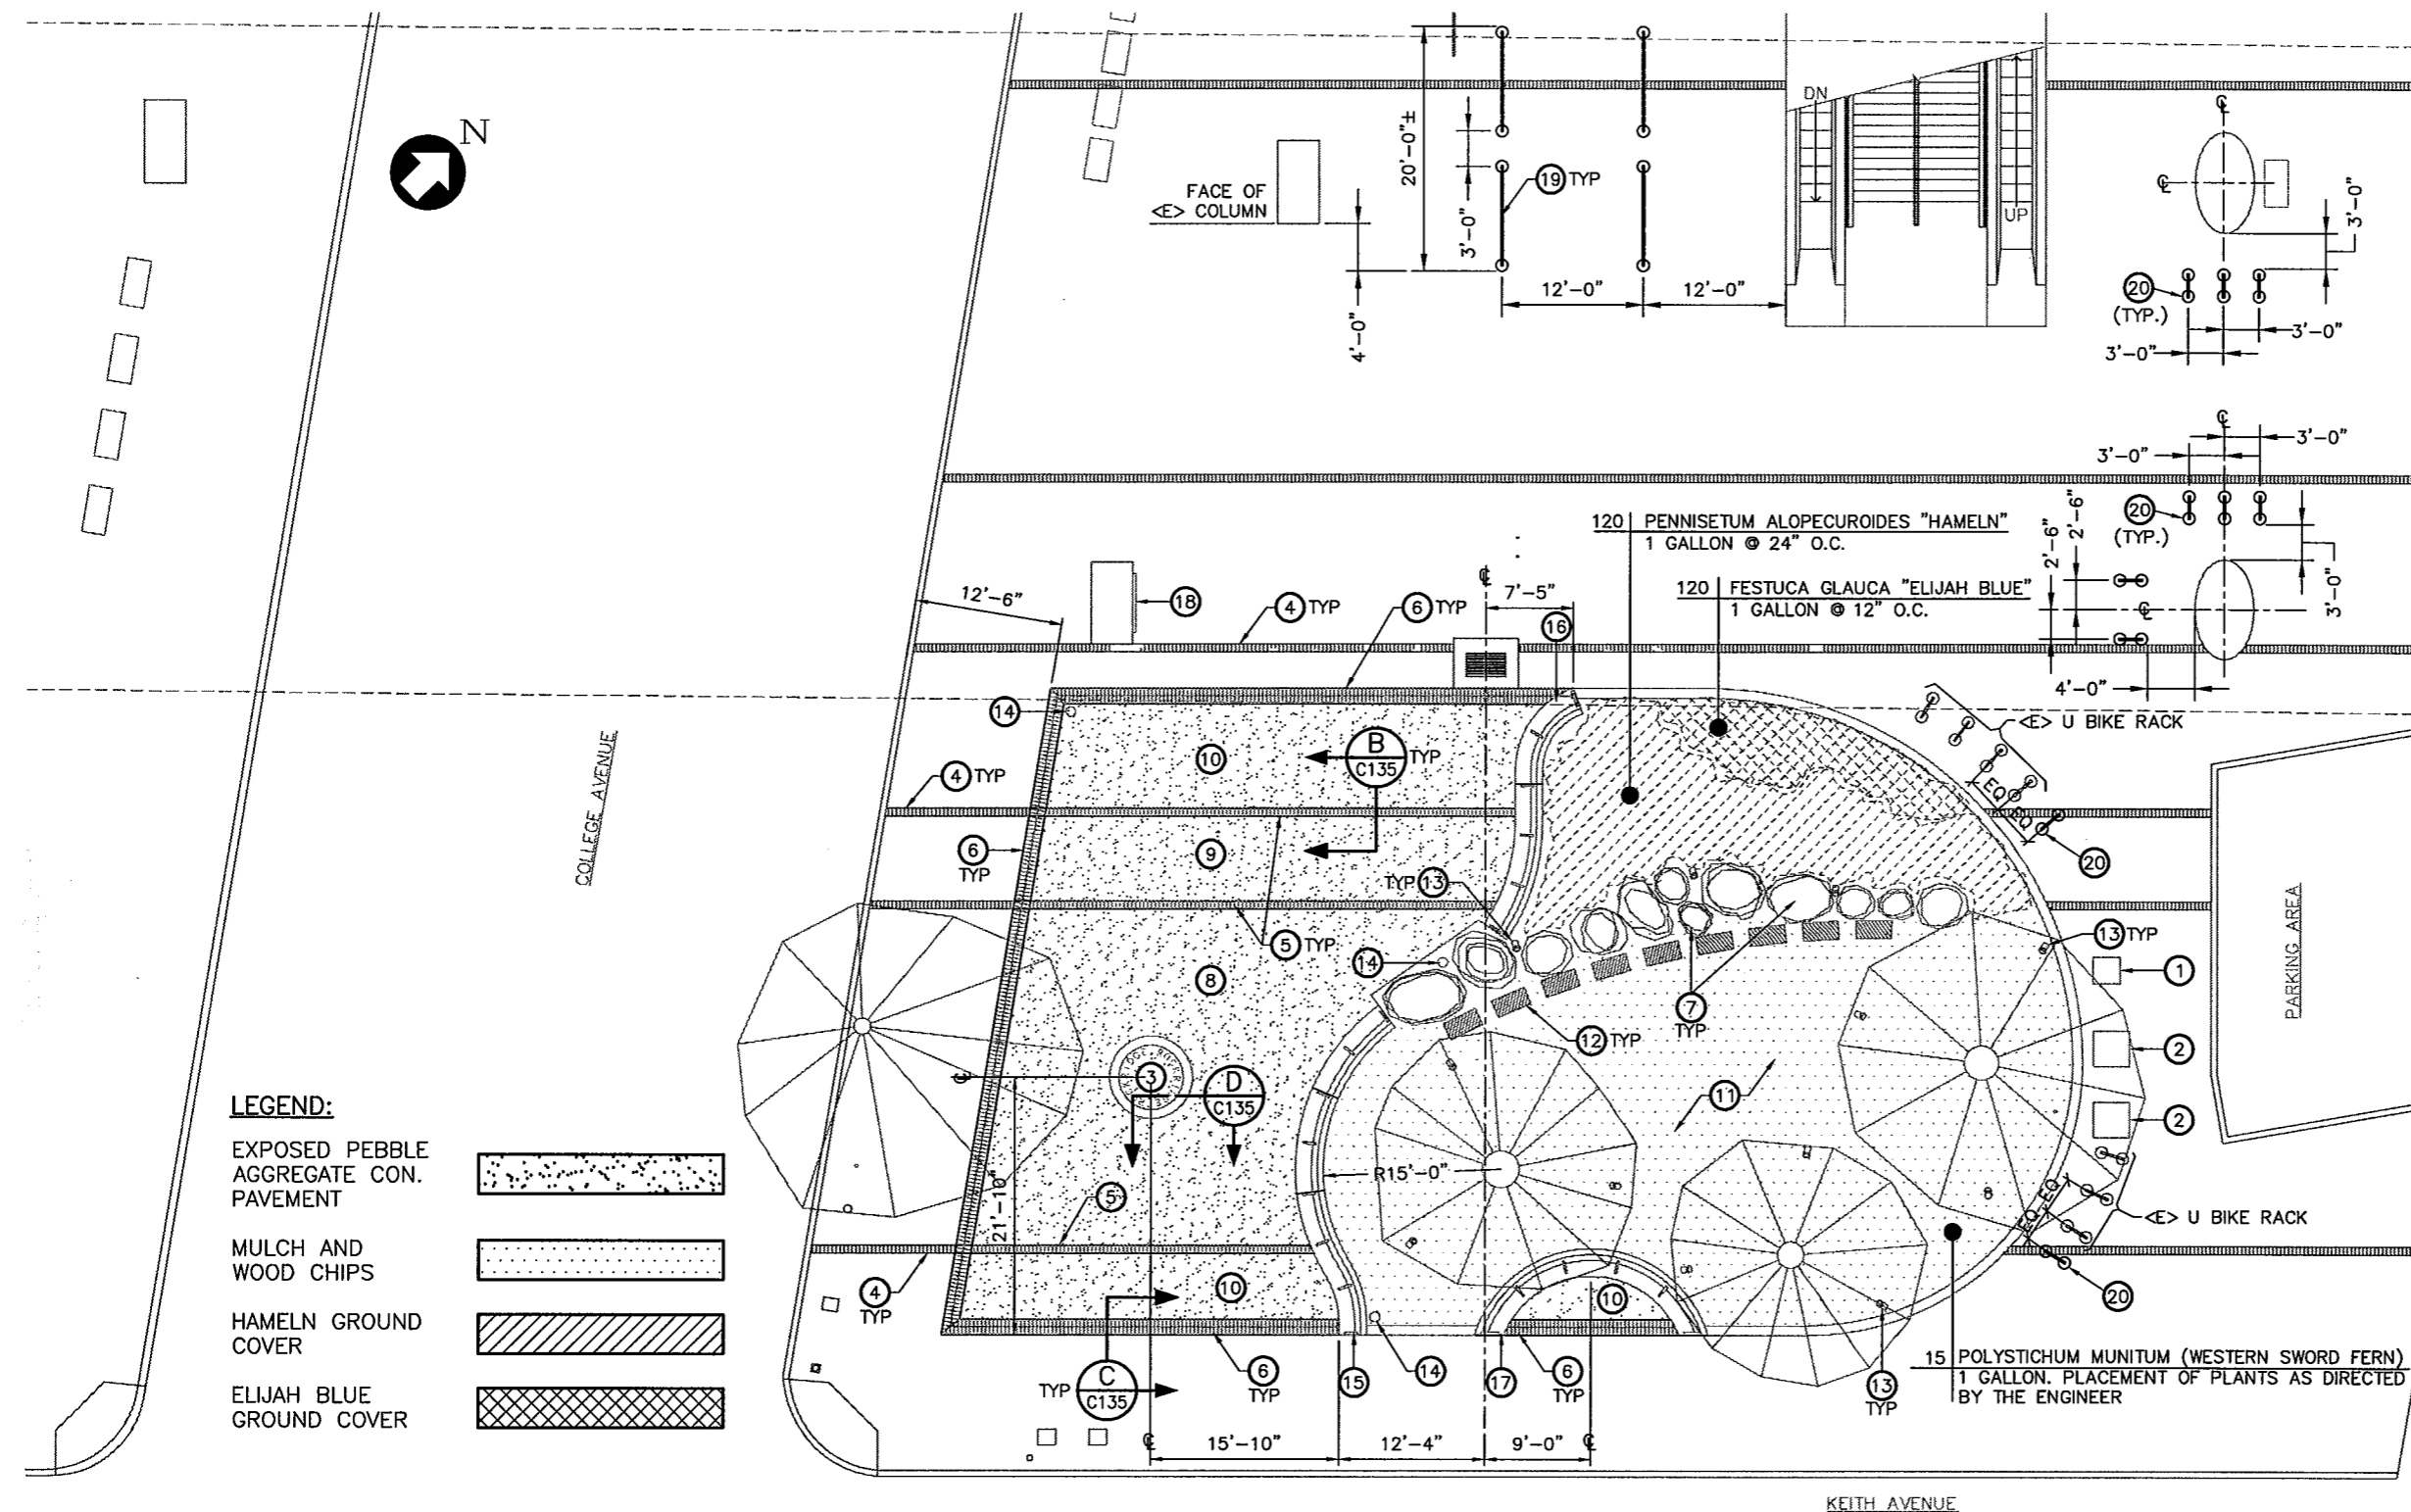 N
DN
UP
20'-0"±
3'-0"
19 TYP
FACE OF
<E> COLUMN
12'-0"
12'-0"
4'-0"
3'-0"
20
(TYP.)
3'-0"
3'-0"
3'-0"
3'-0"
20
(TYP.)
2'-6"
2'-6"
3'-0"
4'-0"
120 PENNISETUM ALOPECUROIDES "HAMELN"
1 GALLON @ 24" O.C.
120 FESTUCA GLAUCA "ELIJAH BLUE"
1 GALLON @ 12" O.C.
12'-6"
18
4 TYP
6 TYP
7'-5"
16
14
<E> U BIKE RACK
COLLEGE AVENUE
10
B
C135
TYP
4 TYP
EQ
EQ
9
6
TYP
20
TYP 13
5 TYP
PARKING AREA
14
13 TYP
1
8
7
TYP
12 TYP
2
3
D
C135
11
2
LEGEND:
EXPOSED PEBBLE
AGGREGATE CON.
PAVEMENT
MULCH AND
WOOD CHIPS
HAMELN GROUND
COVER
ELIJAH BLUE
GROUND COVER
21'-10"
5
R15'-0"
EQ
EQ
<E> U BIKE RACK
4
TYP
10
10
20
TYP
C
C135
6
TYP
15
14
17
6
TYP
13
TYP
15 POLYSTICHUM MUNITUM (WESTERN SWORD FERN)
1 GALLON. PLACEMENT OF PLANTS AS DIRECTED
BY THE ENGINEER
15'-10"
12'-4"
9'-0"
KEITH AVENUE